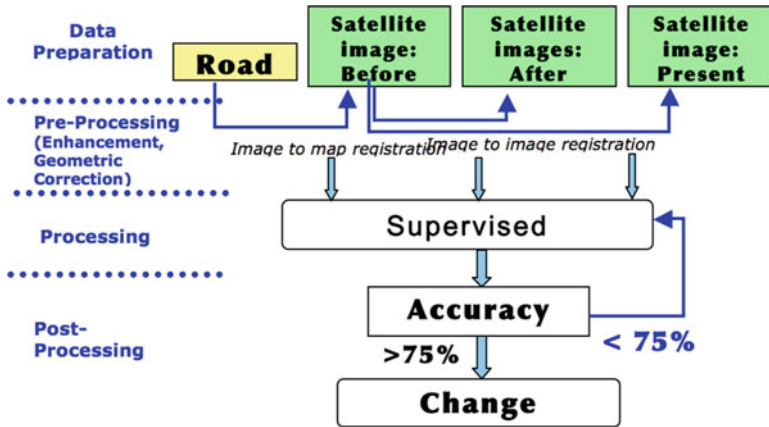 Data
Preparation
Road
Satellite
image:
Before
Satellite
images:
After
Satellite
image:
Present
Pre-Processing
(Enhancement,
Geometric
Correction)
Image to map registration
Image to image registration
Processing
Supervised
Post-
Processing
Accuracy
>75%
< 75%
Change